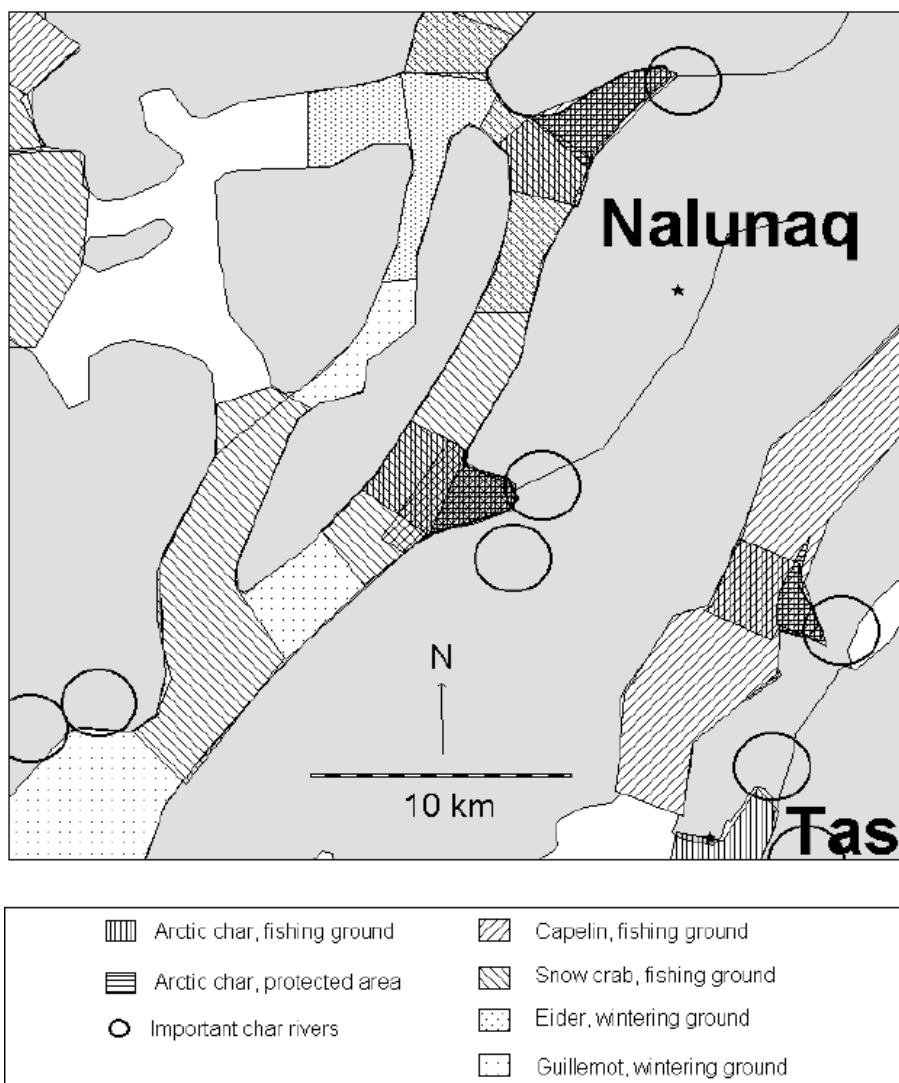 Nalunaq
N
10 km
Tas
Arctic char, fishing ground
Arctic char, protected area
Important char rivers
Capelin, fishing ground
Snow crab, fishing ground
Eider, wintering ground
Guillemot, wintering ground